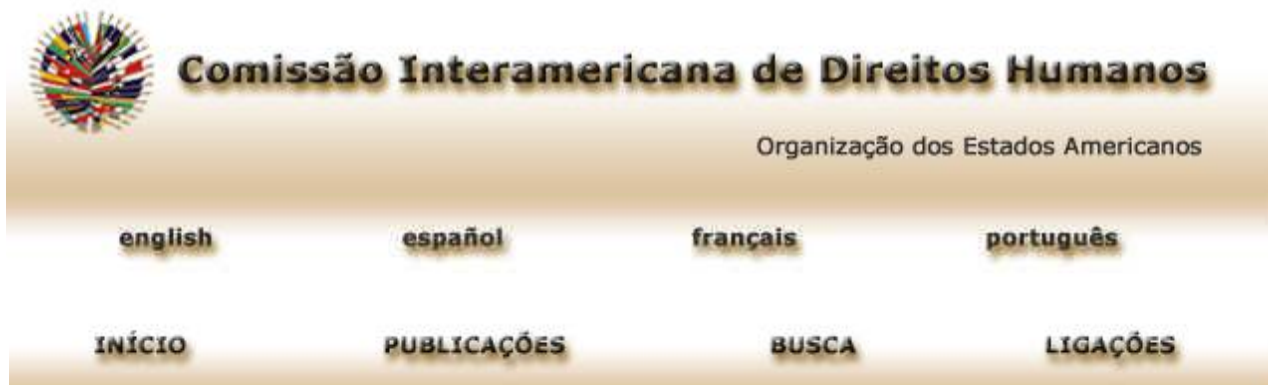 Comissão Interamericana de Direitos Humanos
Organização dos Estados Americanos
english español français português
INÍCIO PUBLICAÇÕES BUSCA LIGAÇÕES